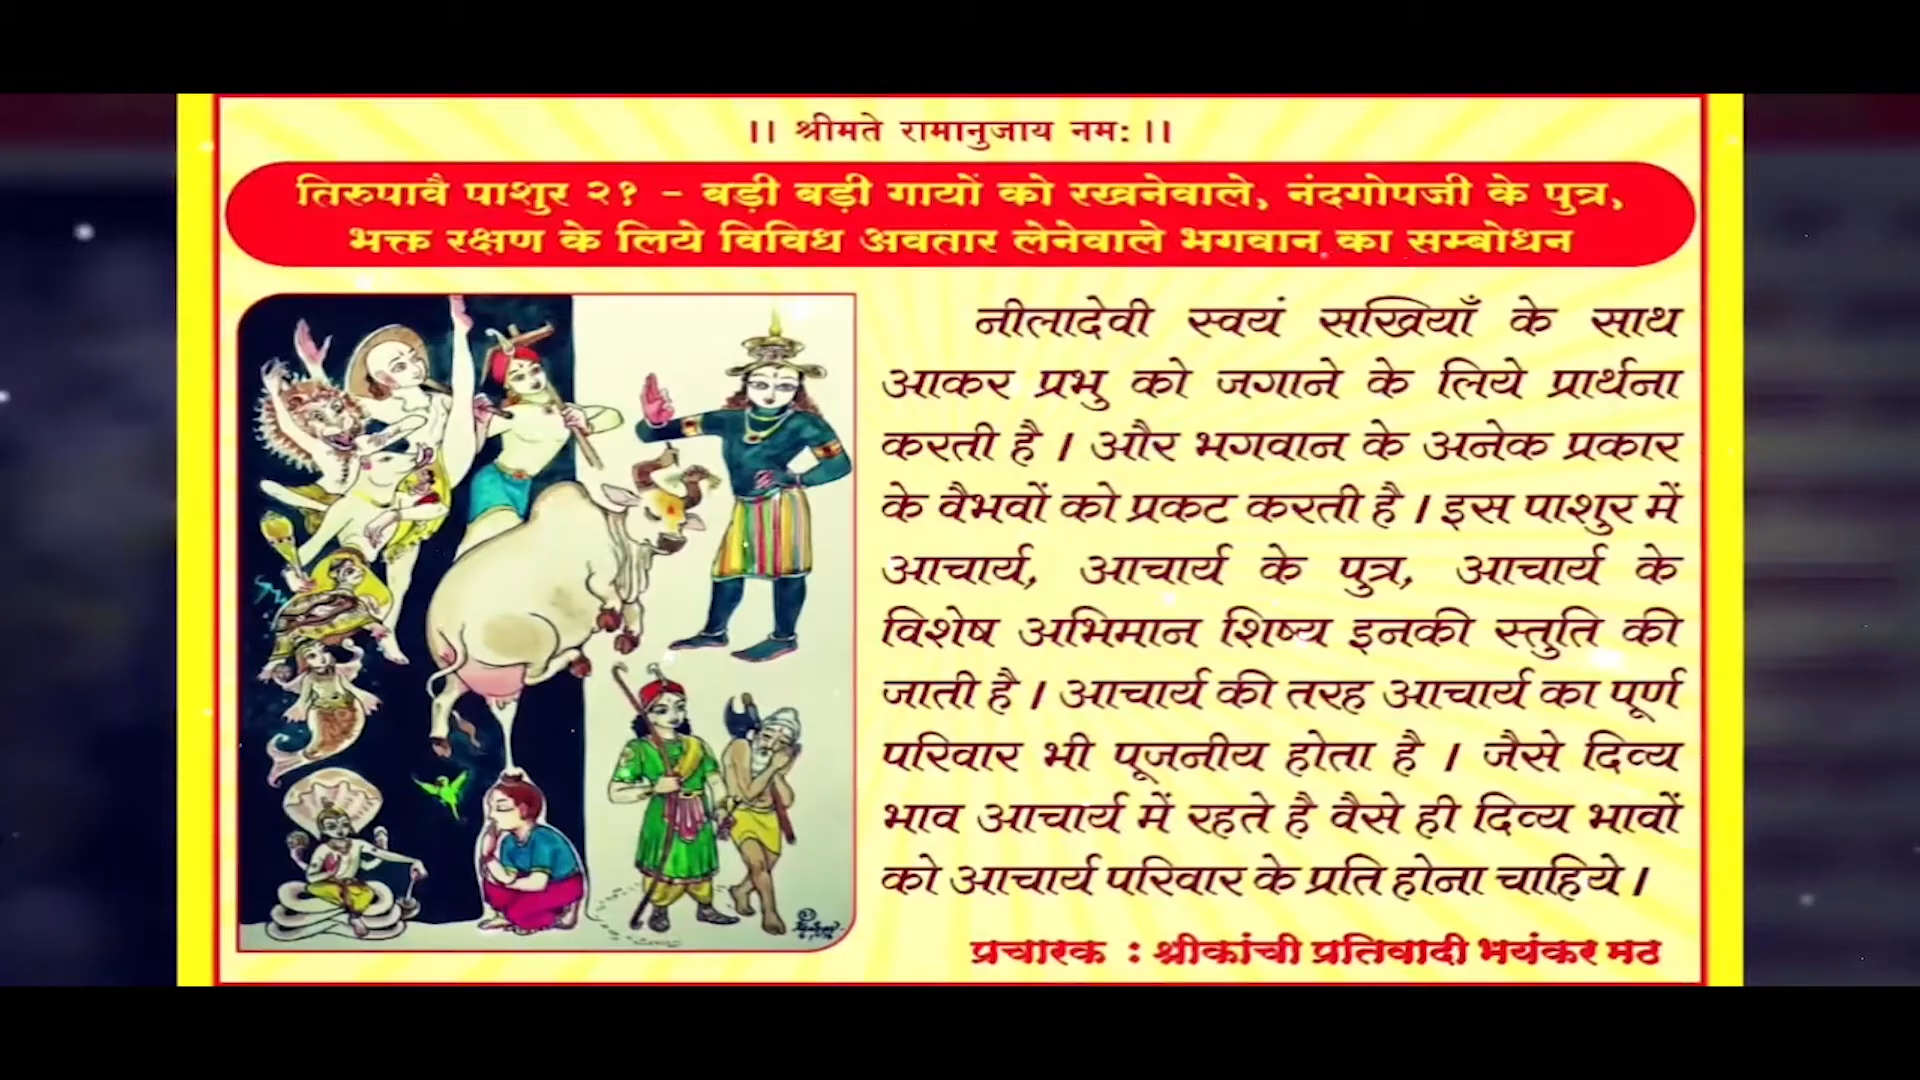 ।। श्रीमते रामानुजाय नमः ।।
तिरुपावै पाशुर २१ - बड़ी बड़ी गायों को रखनेवाले, नंदगोपजी के पुत्र,
भक्त रक्षण के लिये विविध अवतार लेनेवाले भगवान का सम्बोधन
नीलादेवी स्वयं सखियाँ के साथ
आकर प्रभु को जगाने के लिये प्रार्थना
करती है । और भगवान के अनेक प्रकार
के वैभवों को प्रकट करती है । इस पाशुर में
आचार्य, आचार्य के पुत्र, आचार्य के
विशेष अभिमान शिष्य इनकी स्तुति की
जाती है । आचार्य की तरह आचार्य का पूर्ण
परिवार भी पूजनीय होता है । जैसे दिव्य
भाव आचार्य में रहते है वैसे ही दिव्य भावों
को आचार्य परिवार के प्रति होना चाहिये ।
प्रचारक : श्रीकांची प्रतिवादी भयंकर मठ